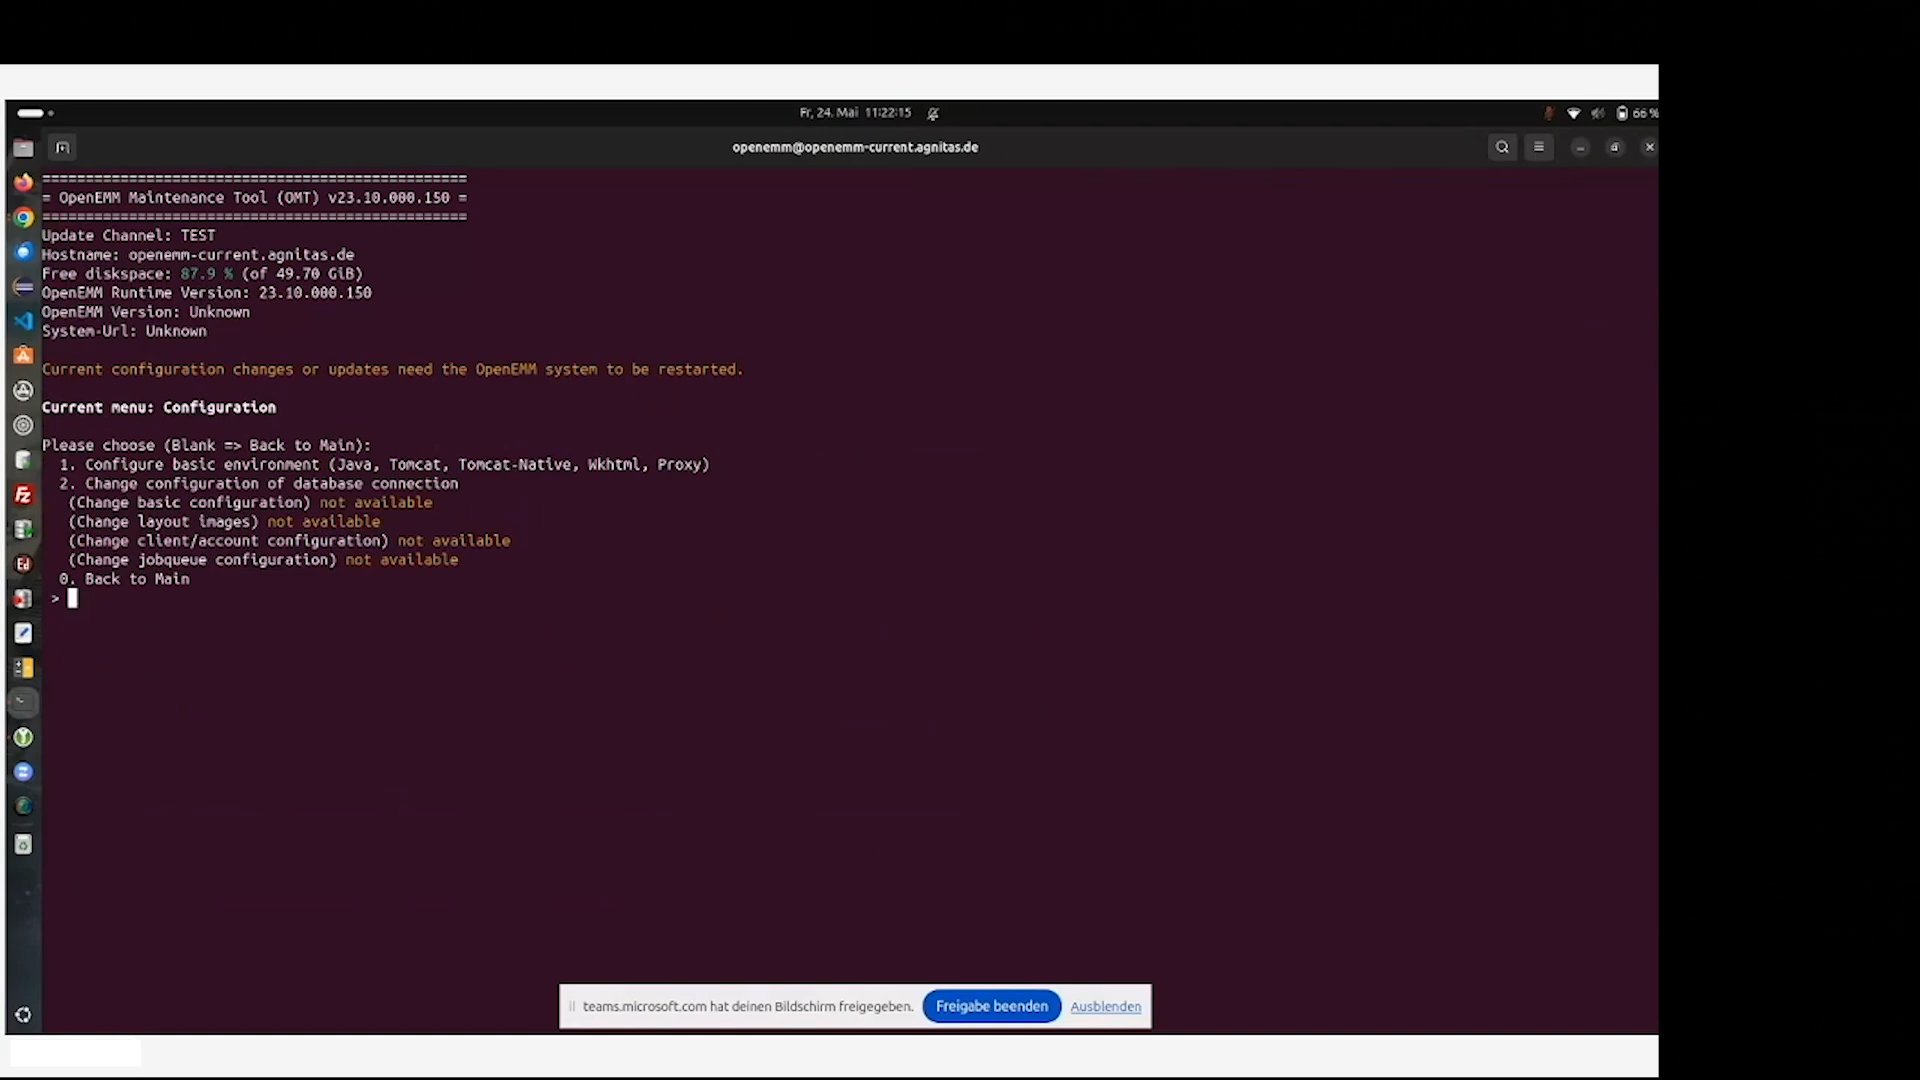 Fr, 24. Mai 11:22:15
66 %
openemm@openemm-current.agnitas.de
=================================================
= OpenEMM Maintenance Tool (OMT) v23.10.000.150 =
=================================================
Update Channel: TEST
Hostname: openemm-current.agnitas.de
Free diskspace: 87.9 % (of 49.70 GiB)
OpenEMM Runtime Version: 23.10.000.150
OpenEMM Version: Unknown
System-Url: Unknown
Current configuration changes or updates need the OpenEMM system to be restarted.
Current menu: Configuration
Please choose (Blank => Back to Main):
1. Configure basic environment (Java, Tomcat, Tomcat-Native, Wkhtml, Proxy)
2. Change configuration of database connection
(Change basic configuration) not available
(Change layout images) not available
(Change client/account configuration) not available
(Change jobqueue configuration) not available
0. Back to Main
>
teams.microsoft.com hat deinen Bildschirm freigegeben. Freigabe beenden Ausblenden